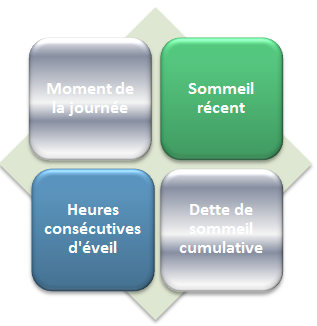 Moment de
la journée
Sommeil
récent
Heures
consécutives
d'éveil
Dette de
sommeil
cumulative